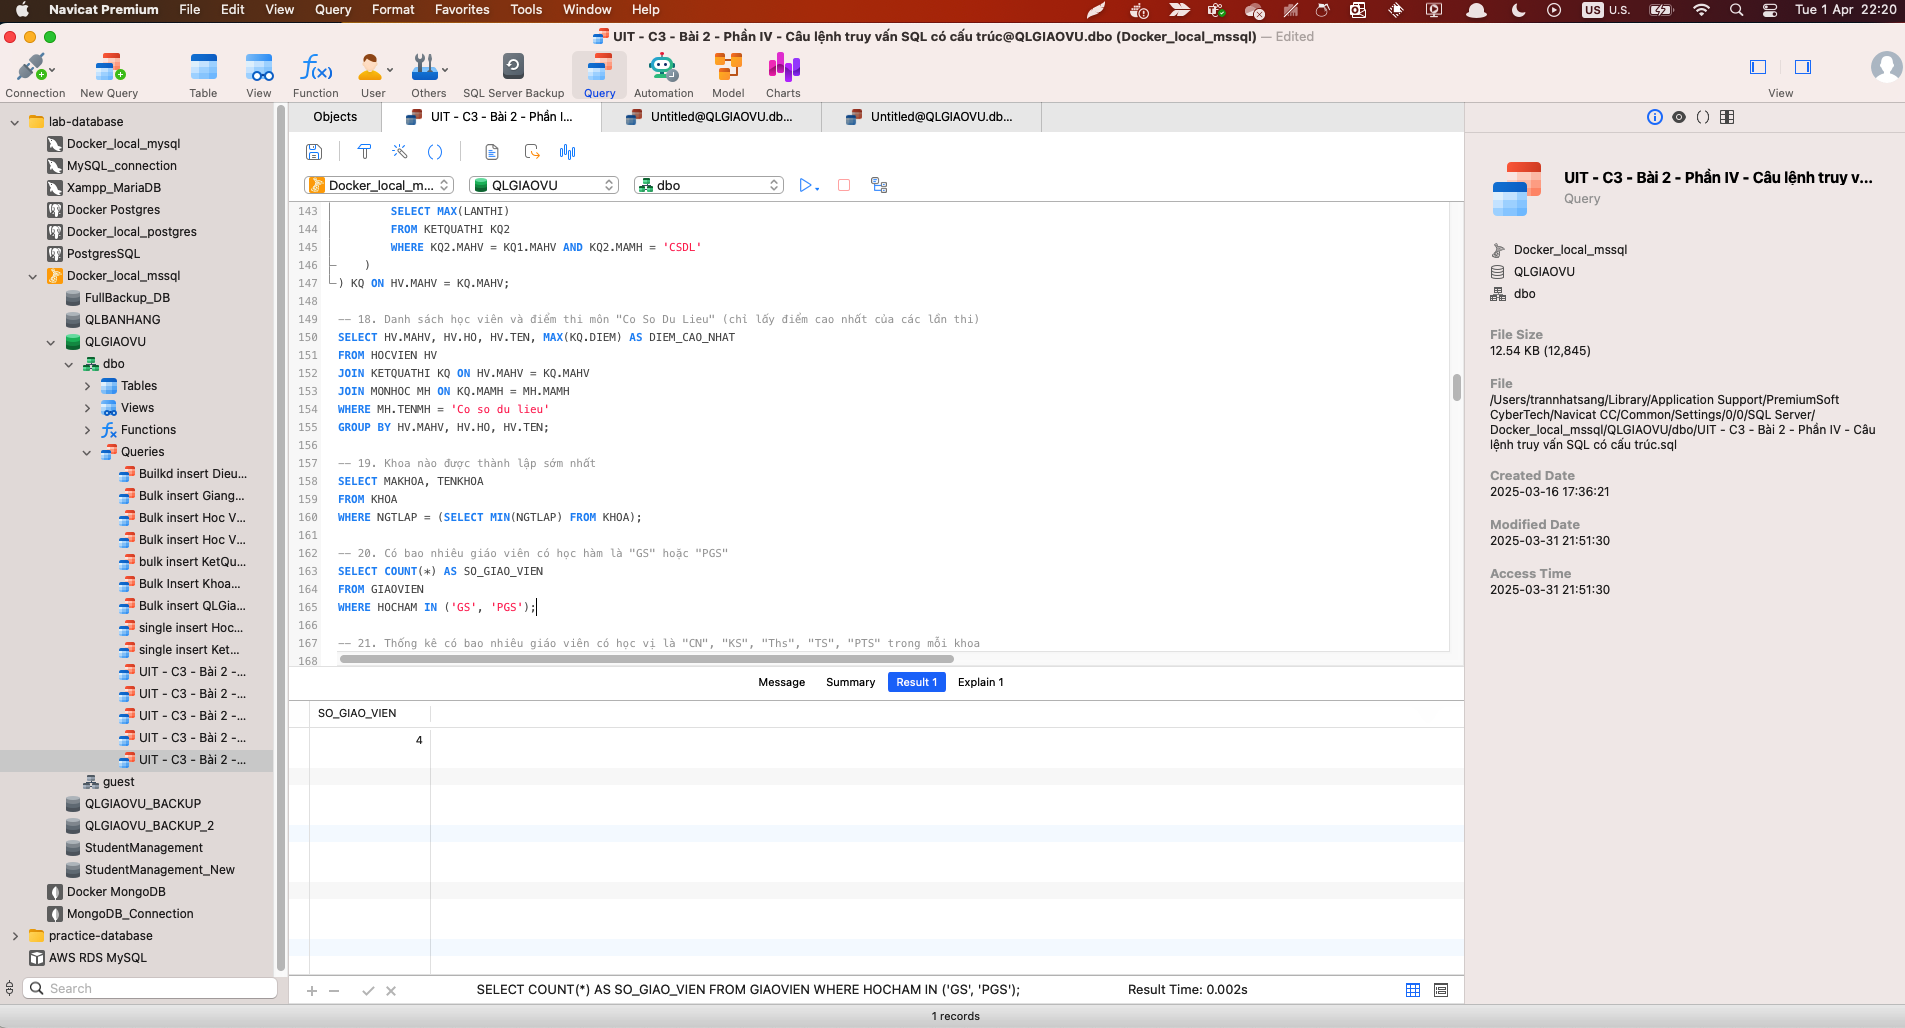 Navicat Premium File Edit View Query Format Favorites Tools Window Help US U.S. Tue 1 Apr 22:20
UIT - C3 - Bài 2 - Phần IV - Câu lệnh truy vấn SQL có cấu trúc@QLGIAOVU.dbo (Docker_local_mssql) — Edited
Connection New Query Table View Function User Others SQL Server Backup Query Automation Model Charts View
lab-database
Docker_local_mysql
MySQL_connection
Xampp_MariaDB
Docker Postgres
Docker_local_postgres
PostgresSQL
Docker_local_mssql
FullBackup_DB
QLBANHANG
QLGIAOVU
dbo
Tables
Views
Functions
Queries
Builkd insert Dieu...
Bulk insert Giang...
Bulk insert Hoc V...
Bulk insert Hoc V...
bulk insert KetQu...
Bulk Insert Khoa...
Bulk insert QLGia...
single insert Hoc...
single insert Ket...
UIT - C3 - Bài 2 -...
UIT - C3 - Bài 2 -...
UIT - C3 - Bài 2 -...
UIT - C3 - Bài 2 -...
UIT - C3 - Bài 2 -...
guest
QLGIAOVU_BACKUP
QLGIAOVU_BACKUP_2
StudentManagement
StudentManagement_New
Docker MongoDB
MongoDB_Connection
practice-database
AWS RDS MySQL
Search
Objects UIT - C3 - Bài 2 - Phần I... Untitled@QLGIAOVU.db... Untitled@QLGIAOVU.db...
Docker_local_m... QLGIAOVU dbo
143 SELECT MAX(LANTHI)
144 FROM KETQUATHI KQ2
145 WHERE KQ2.MAHV = KQ1.MAHV AND KQ2.MAMH = 'CSDL'
146 )
147 ) KQ ON HV.MAHV = KQ.MAHV;
148
149 -- 18. Danh sách học viên và điểm thi môn "Co So Du Lieu" (chỉ lấy điểm cao nhất của các lần thi)
150 SELECT HV.MAHV, HV.HO, HV.TEN, MAX(KQ.DIEM) AS DIEM_CAO_NHAT
151 FROM HOCVIEN HV
152 JOIN KETQUATHI KQ ON HV.MAHV = KQ.MAHV
153 JOIN MONHOC MH ON KQ.MAMH = MH.MAMH
154 WHERE MH.TENMH = 'Co so du lieu'
155 GROUP BY HV.MAHV, HV.HO, HV.TEN;
156
157 -- 19. Khoa nào được thành lập sớm nhất
158 SELECT MAKHOA, TENKHOA
159 FROM KHOA
160 WHERE NGTLAP = (SELECT MIN(NGTLAP) FROM KHOA);
161
162 -- 20. Có bao nhiêu giáo viên có học hàm là "GS" hoặc "PGS"
163 SELECT COUNT(*) AS SO_GIAO_VIEN
164 FROM GIAOVIEN
165 WHERE HOCHAM IN ('GS', 'PGS');
166
167 -- 21. Thống kê có bao nhiêu giáo viên có học vị là "CN", "KS", "Ths", "TS", "PTS" trong mỗi khoa
168
Message Summary Result 1 Explain 1
SO_GIAO_VIEN
4
SELECT COUNT(*) AS SO_GIAO_VIEN FROM GIAOVIEN WHERE HOCHAM IN ('GS', 'PGS'); Result Time: 0.002s
1 records
UIT - C3 - Bài 2 - Phần IV - Câu lệnh truy v...
Query
Docker_local_mssql
QLGIAOVU
dbo
File Size
12.54 KB (12,845)
File
/Users/trannhatsang/Library/Application Support/PremiumSoft
CyberTech/Navicat CC/Common/Settings/0/0/SQL Server/
Docker_local_mssql/QLGIAOVU/dbo/UIT - C3 - Bài 2 - Phần IV - Câu
lệnh truy vấn SQL có cấu trúc.sql
Created Date
2025-03-16 17:36:21
Modified Date
2025-03-31 21:51:30
Access Time
2025-03-31 21:51:30